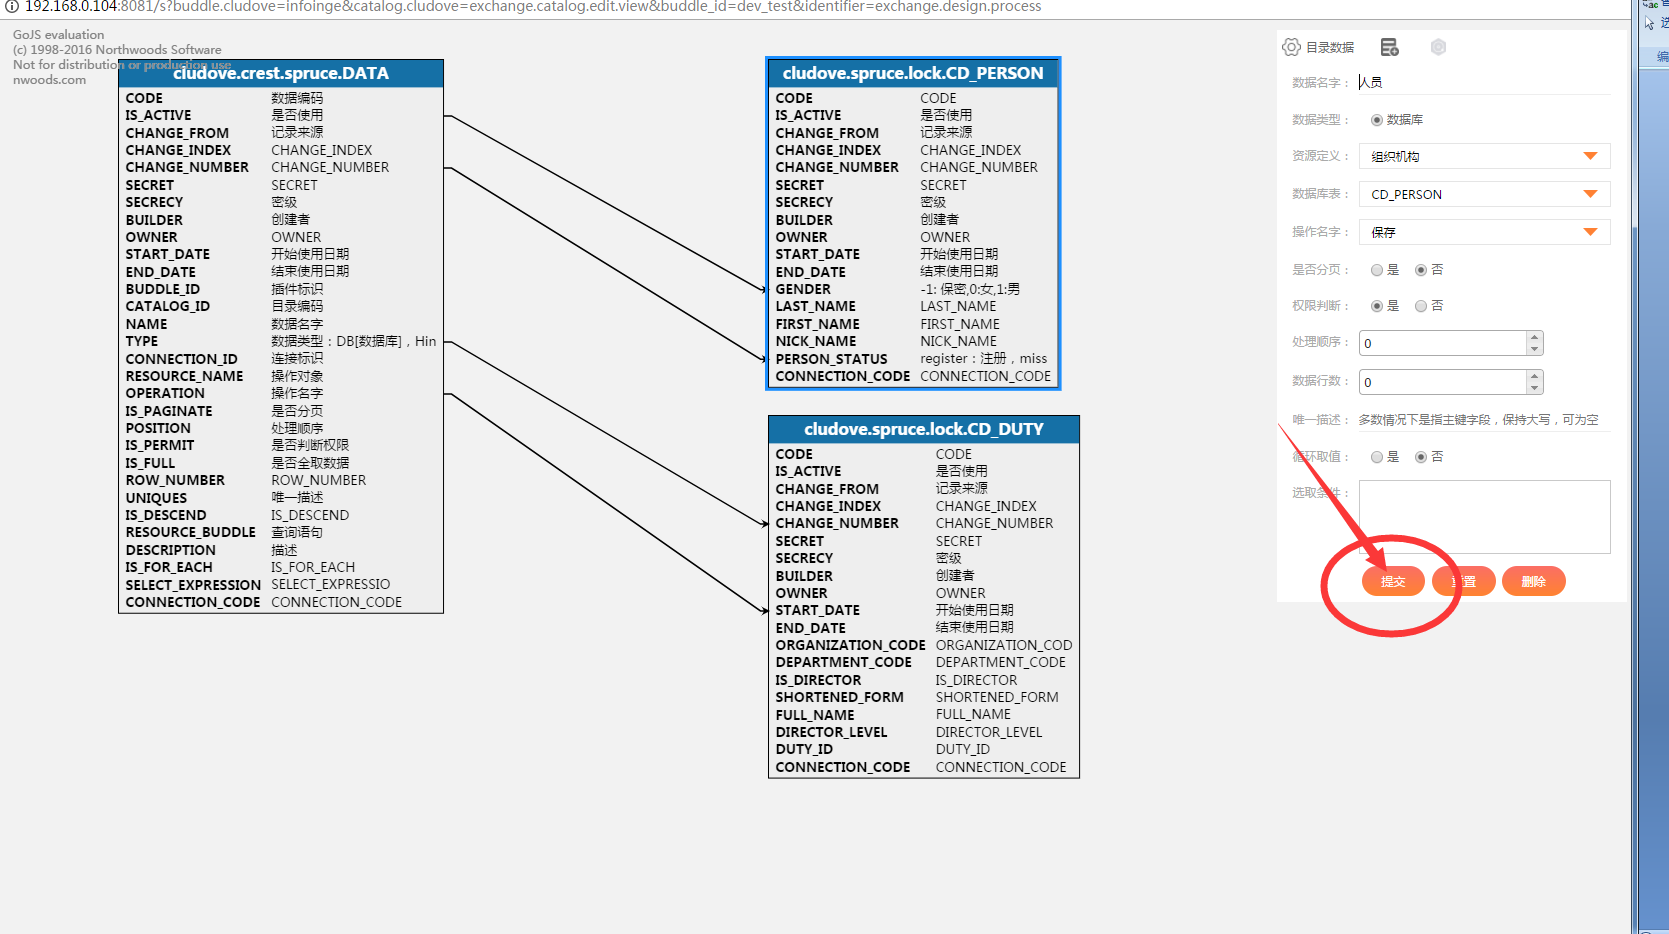 192.168.0.104:8081/s?buddle.cludove=infoinge&catalog.cludove=exchange.catalog.edit.view&buddle_id=dev_test&identifier=exchange.design.process
GoJS evaluation
(c) 1998-2016 Northwoods Software
Not for distribution or production use
nwoods.com
cludove.crest.spruce.DATA
CODE 数据编码
IS_ACTIVE 是否使用
CHANGE_FROM 记录来源
CHANGE_INDEX CHANGE_INDEX
CHANGE_NUMBER CHANGE_NUMBER
SECRET SECRET
SECRECY 密级
BUILDER 创建者
OWNER OWNER
START_DATE 开始使用日期
END_DATE 结束使用日期
BUDDLE_ID 插件标识
CATALOG_ID 目录编码
NAME 数据名字
TYPE 数据类型：DB[数据库]，Hin
CONNECTION_ID 连接标识
RESOURCE_NAME 操作对象
OPERATION 操作名字
IS_PAGINATE 是否分页
POSITION 处理顺序
IS_PERMIT 是否判断权限
IS_FULL 是否全取数据
ROW_NUMBER ROW_NUMBER
UNIQUES 唯一描述
IS_DESCEND IS_DESCEND
RESOURCE_BUDDLE 查询语句
DESCRIPTION 描述
IS_FOR_EACH IS_FOR_EACH
SELECT_EXPRESSION SELECT_EXPRESSIO
CONNECTION_CODE CONNECTION_CODE
cludove.spruce.lock.CD_PERSON
CODE CODE
IS_ACTIVE 是否使用
CHANGE_FROM 记录来源
CHANGE_INDEX CHANGE_INDEX
CHANGE_NUMBER CHANGE_NUMBER
SECRET SECRET
SECRECY 密级
BUILDER 创建者
OWNER OWNER
START_DATE 开始使用日期
END_DATE 结束使用日期
GENDER -1: 保密,0:女,1:男
LAST_NAME LAST_NAME
FIRST_NAME FIRST_NAME
NICK_NAME NICK_NAME
PERSON_STATUS register：注册，miss
CONNECTION_CODE CONNECTION_CODE
cludove.spruce.lock.CD_DUTY
CODE CODE
IS_ACTIVE 是否使用
CHANGE_FROM 记录来源
CHANGE_INDEX CHANGE_INDEX
CHANGE_NUMBER CHANGE_NUMBER
SECRET SECRET
SECRECY 密级
BUILDER 创建者
OWNER OWNER
START_DATE 开始使用日期
END_DATE 结束使用日期
ORGANIZATION_CODE ORGANIZATION_COD
DEPARTMENT_CODE DEPARTMENT_CODE
IS_DIRECTOR IS_DIRECTOR
SHORTENED_FORM SHORTENED_FORM
FULL_NAME FULL_NAME
DIRECTOR_LEVEL DIRECTOR_LEVEL
DUTY_ID DUTY_ID
CONNECTION_CODE CONNECTION_CODE
目录数据
数据名字： 人员
数据类型： 数据库
资源定义： 组织机构
数据库表： CD_PERSON
操作名字： 保存
是否分页： 是 否
权限判断： 是 否
处理顺序： 0
数据行数： 0
唯一描述： 多数情况下是指主键字段，保持大写，可为空
循环取值： 是 否
选取条件：
提交 重置 删除
ac
编